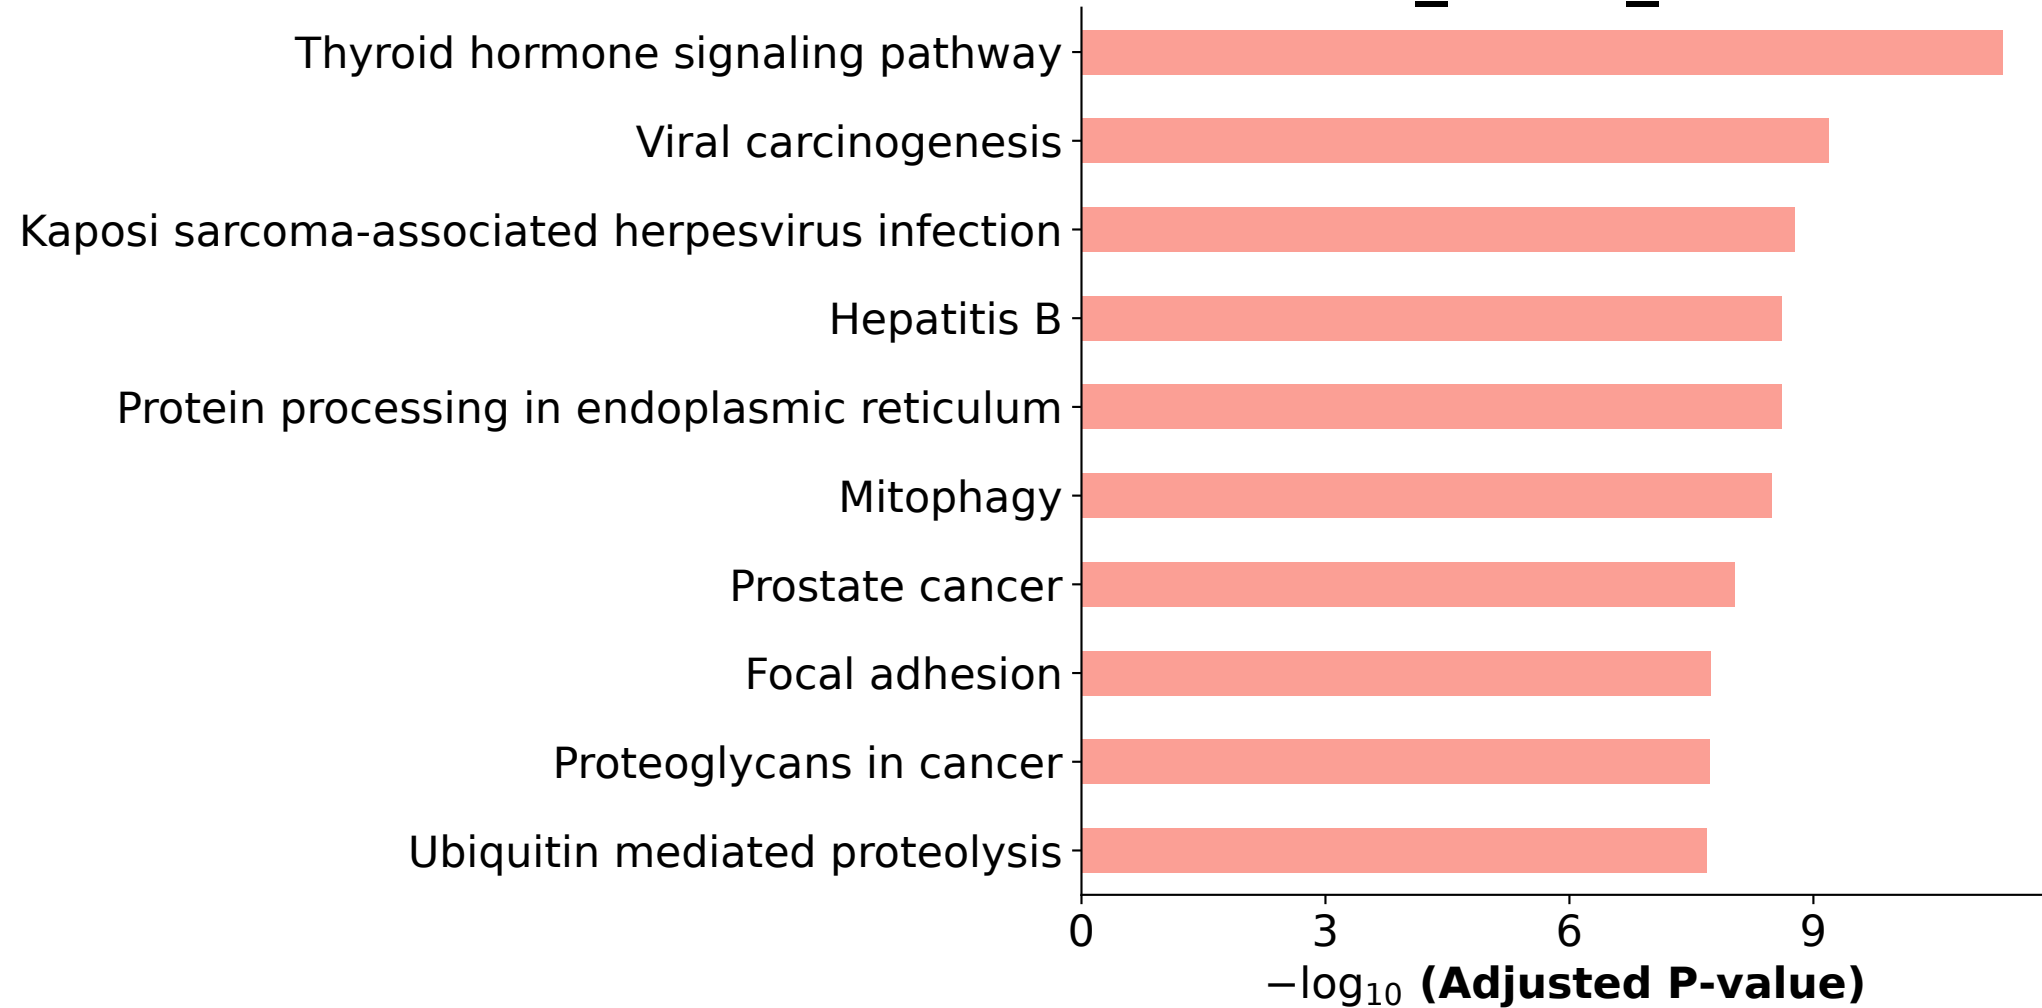 Thyroid hormone signaling pathway
Viral carcinogenesis
Kaposi sarcoma-associated herpesvirus infection
Hepatitis B
Protein processing in endoplasmic reticulum
Mitophagy
Prostate cancer
Focal adhesion
Proteoglycans in cancer
Ubiquitin mediated proteolysis
0 3 6 9
−log₁₀ (Adjusted P-value)